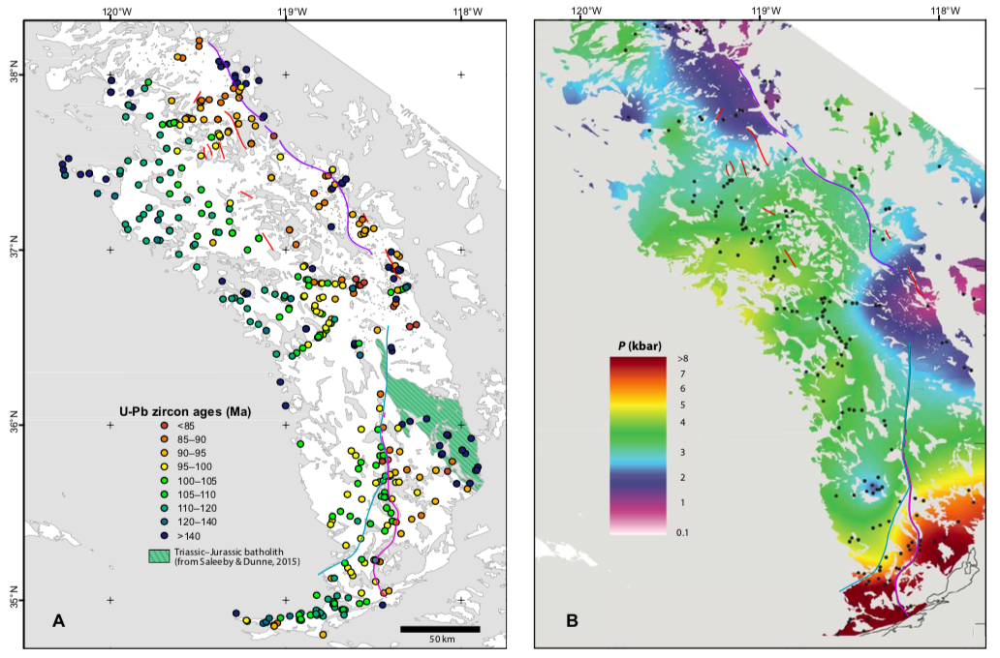 120°W 119°W 118°W
38°N
37°N
36°N
35°N
U-Pb zircon ages (Ma)
<85
85–90
90–95
95–100
100–105
105–110
110–120
120–140
>140
Triassic–Jurassic batholith
(from Saleeby & Dunne, 2015)
A
50 km
120°W 119°W 118°W
P (kbar)
>8
7
6
5
4
3
2
1
0.1
B